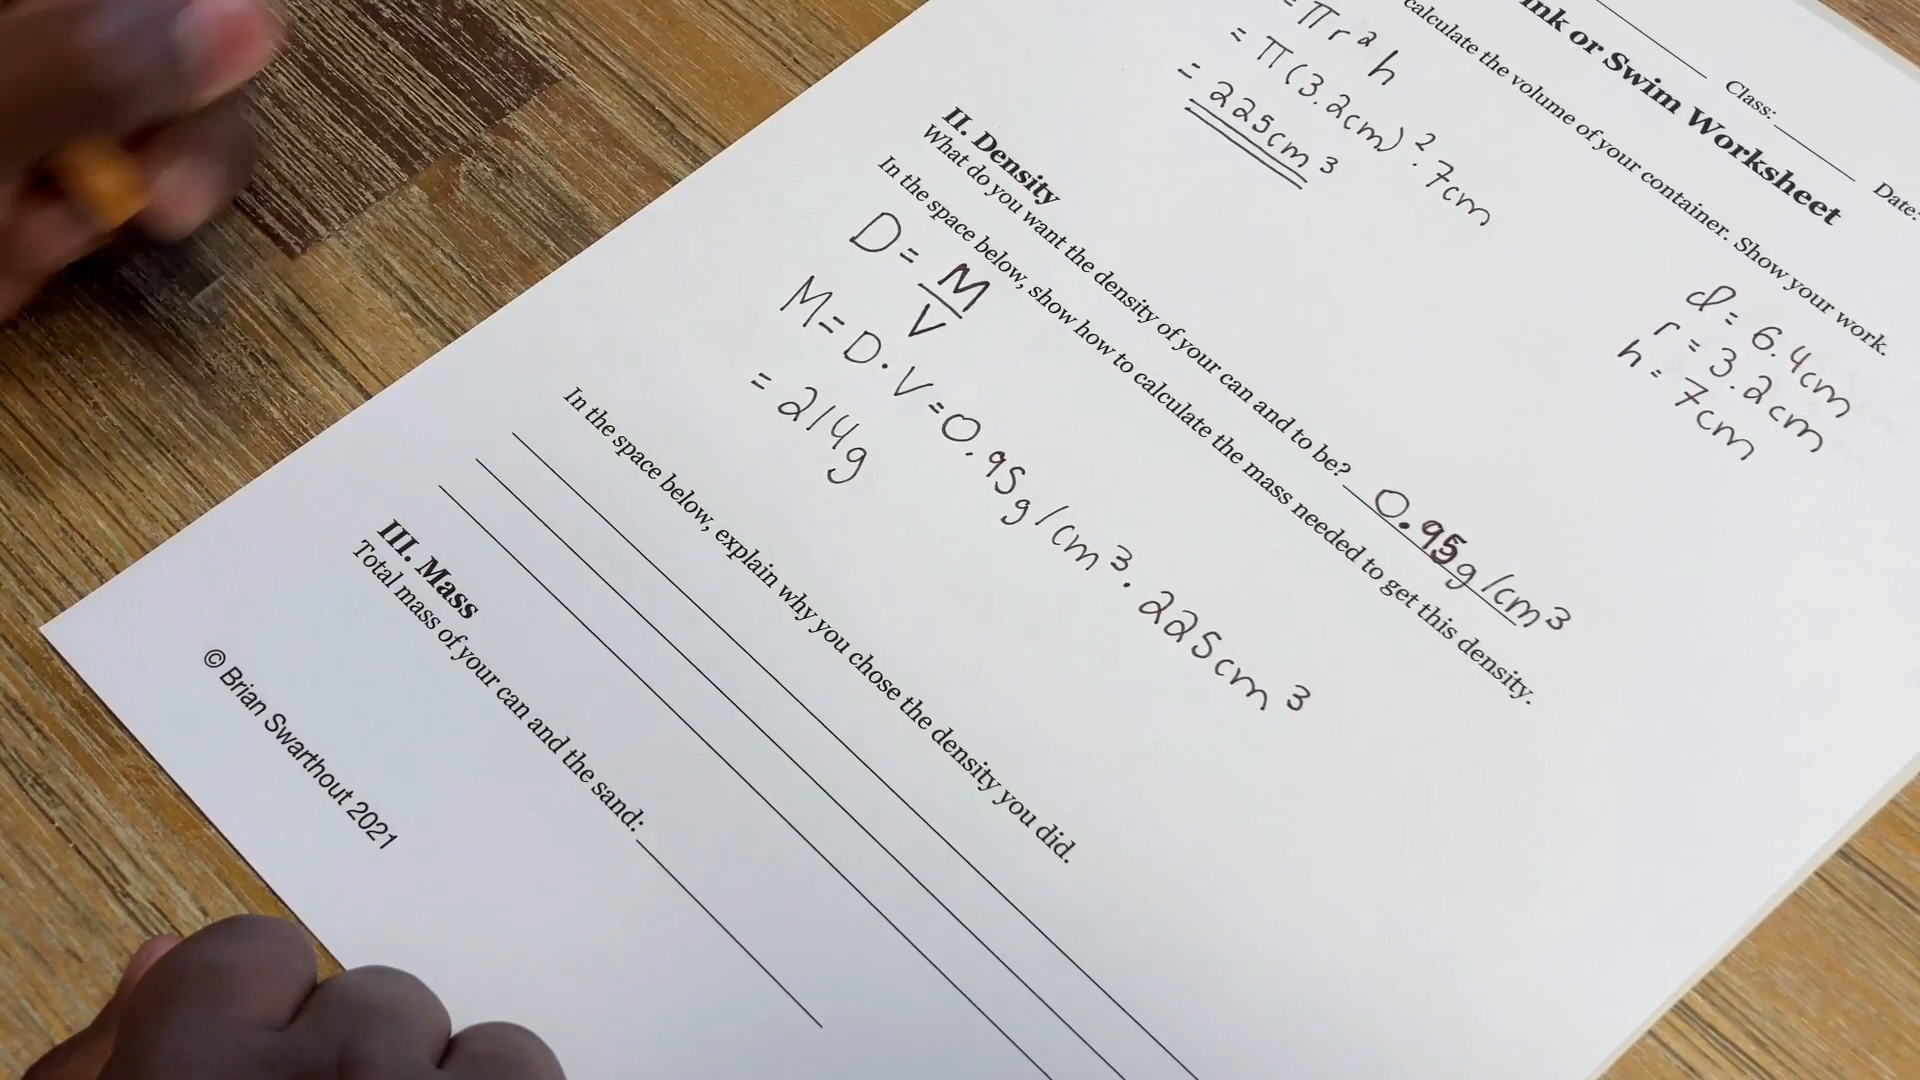 Class:
Date:
ink or Swim Worksheet
calculate the volume of your container. Show your work.
= πr²h
= π(3.2cm)²·7cm
= 225cm³
d = 6.4cm
r = 3.2cm
h = 7cm
II. Density
What do you want the density of your can and to be? 0.95g/cm³
In the space below, show how to calculate the mass needed to get this density.
D = M/V
M = D·V = 0.95g/cm³·225cm³
= 214g
In the space below, explain why you chose the density you did.
III. Mass
Total mass of your can and the sand:
© Brian Swarthout 2021